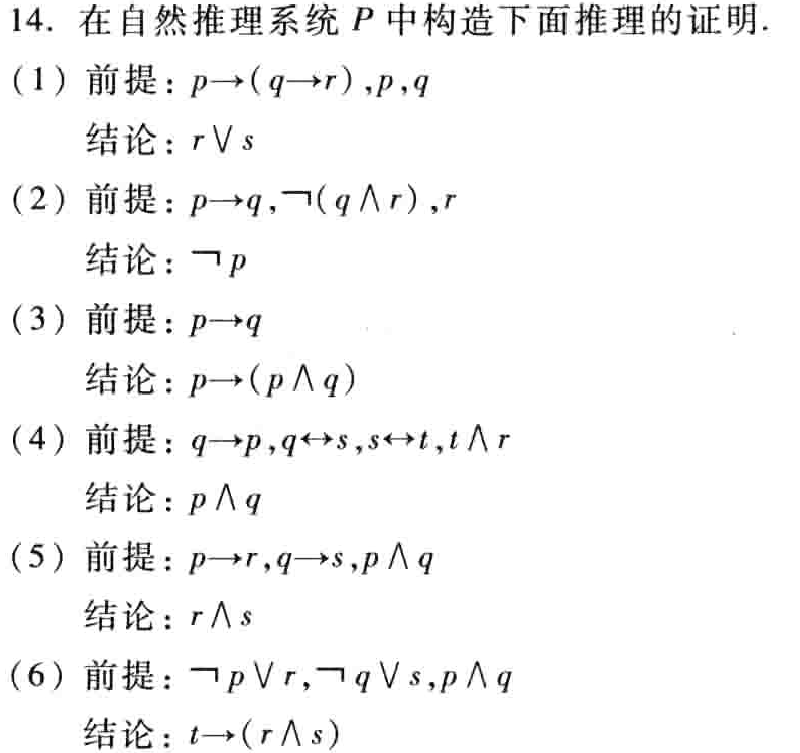 14. 在自然推理系统 P 中构造下面推理的证明.
(1) 前提: p→(q→r),p,q
结论: r∨s
(2) 前提: p→q,¬(q∧r),r
结论: ¬p
(3) 前提: p→q
结论: p→(p∧q)
(4) 前提: q→p,q↔s,s↔t,t∧r
结论: p∧q
(5) 前提: p→r,q→s,p∧q
结论: r∧s
(6) 前提: ¬p∨r,¬q∨s,p∧q
结论: t→(r∧s)